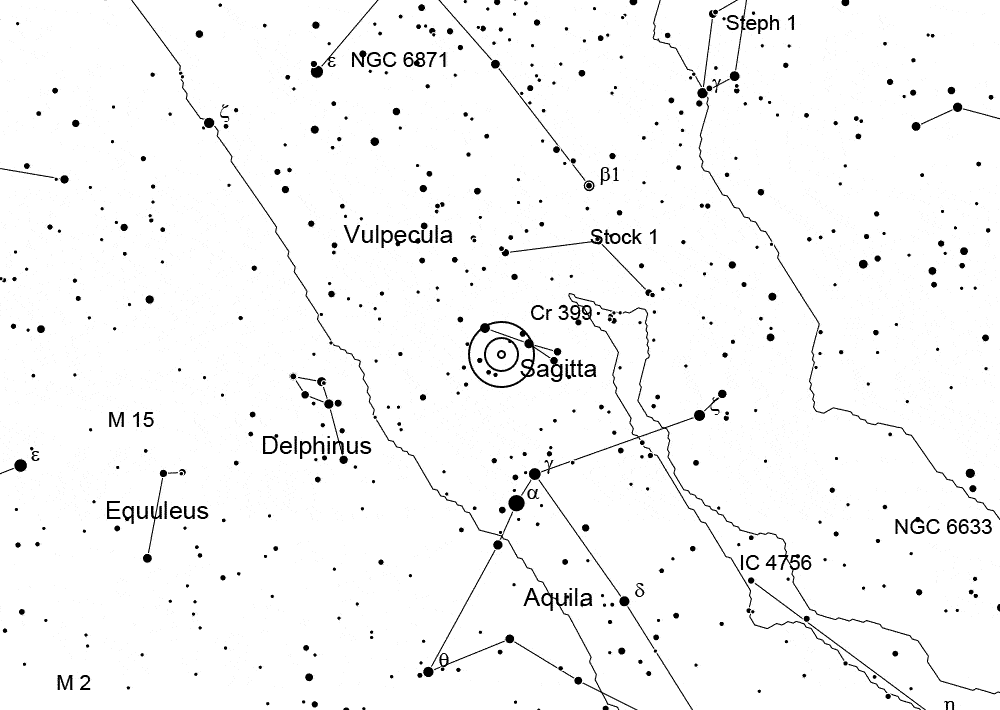 Steph 1
ε NGC 6871
γ
ζ
β1
Vulpecula
Stock 1
Cr 399
Sagitta
ζ
M 15
Delphinus
ε
γ
α
Equuleus
NGC 6633
IC 4756
Aquila
δ
θ
M 2
η